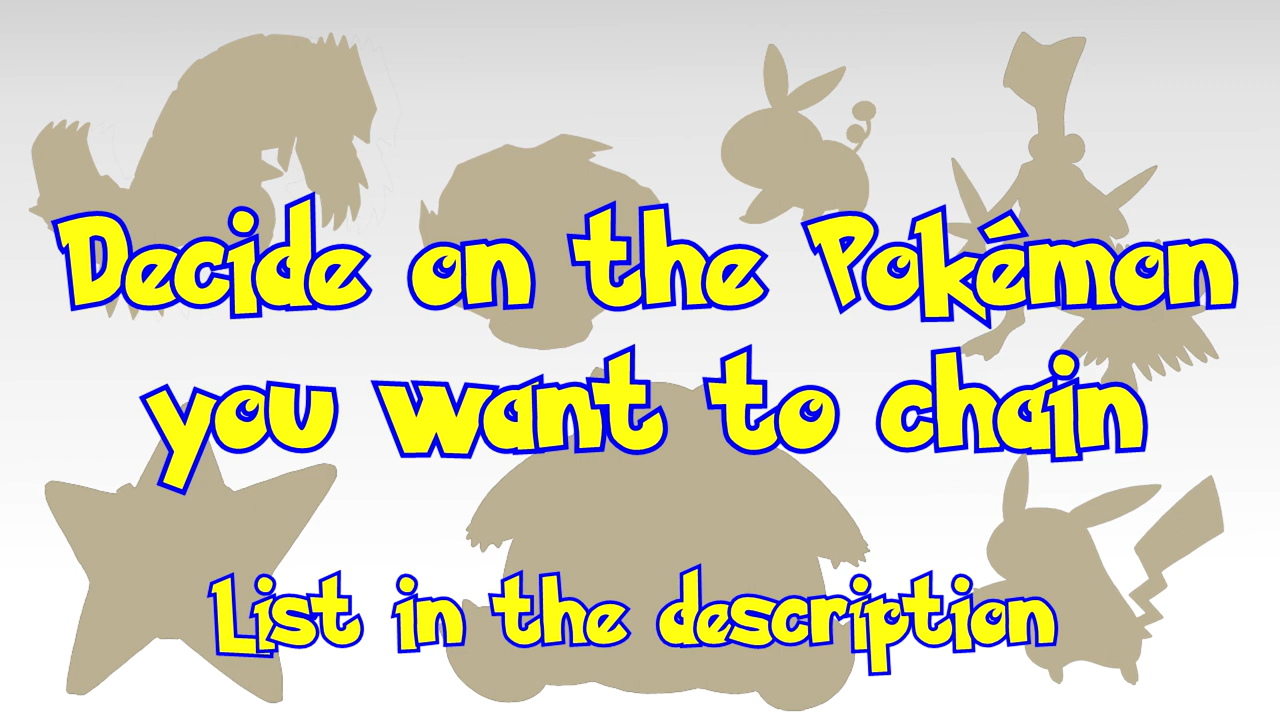 Decide on the Pokémon
you want to chain
List in the description